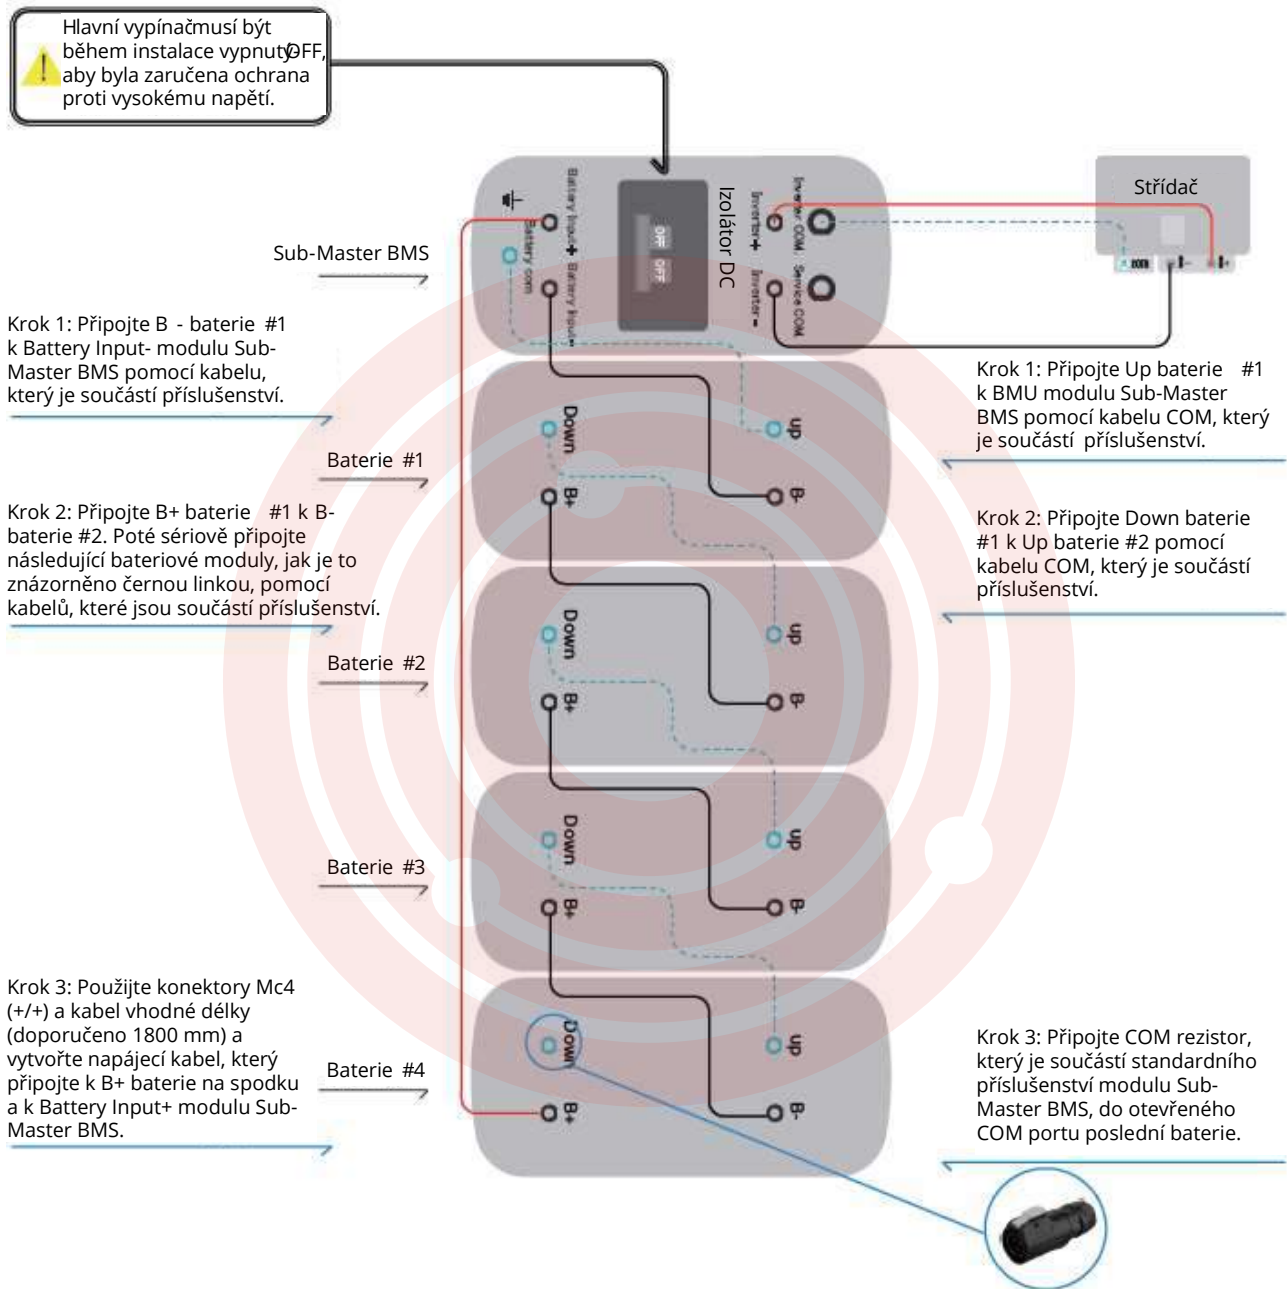 Hlavní vypínačmusí být
během instalace vypnutýOFF,
aby byla zaručena ochrana
proti vysokému napětí.
Battery Input+ Battery Input-
Battery com
OFF OFF
Izolátor DC
Inverter COM Service COM
Inverter+ Inverter-
Střídač
COM
Sub-Master BMS
Krok 1: Připojte B - baterie #1
k Battery Input- modulu Sub-
Master BMS pomocí kabelu,
který je součástí příslušenství.
Krok 1: Připojte Up baterie #1
k BMU modulu Sub-Master
BMS pomocí kabelu COM, který
je součástí příslušenství.
Down
up
B+
B-
Baterie #1
Krok 2: Připojte B+ baterie #1 k B-
baterie #2. Poté sériově připojte
následující bateriové moduly, jak je to
znázorněno černou linkou, pomocí
kabelů, které jsou součástí příslušenství.
Krok 2: Připojte Down baterie
#1 k Up baterie #2 pomocí
kabelu COM, který je součástí
příslušenství.
Down
up
B+
B-
Baterie #2
Down
up
B+
B-
Baterie #3
Krok 3: Použijte konektory Mc4
(+/+) a kabel vhodné délky
(doporučeno 1800 mm) a
vytvořte napájecí kabel, který
připojte k B+ baterie na spodku
a k Battery Input+ modulu Sub-
Master BMS.
Down
up
B+
B-
Baterie #4
Krok 3: Připojte COM rezistor,
který je součástí standardního
příslušenství modulu Sub-
Master BMS, do otevřeného
COM portu poslední baterie.